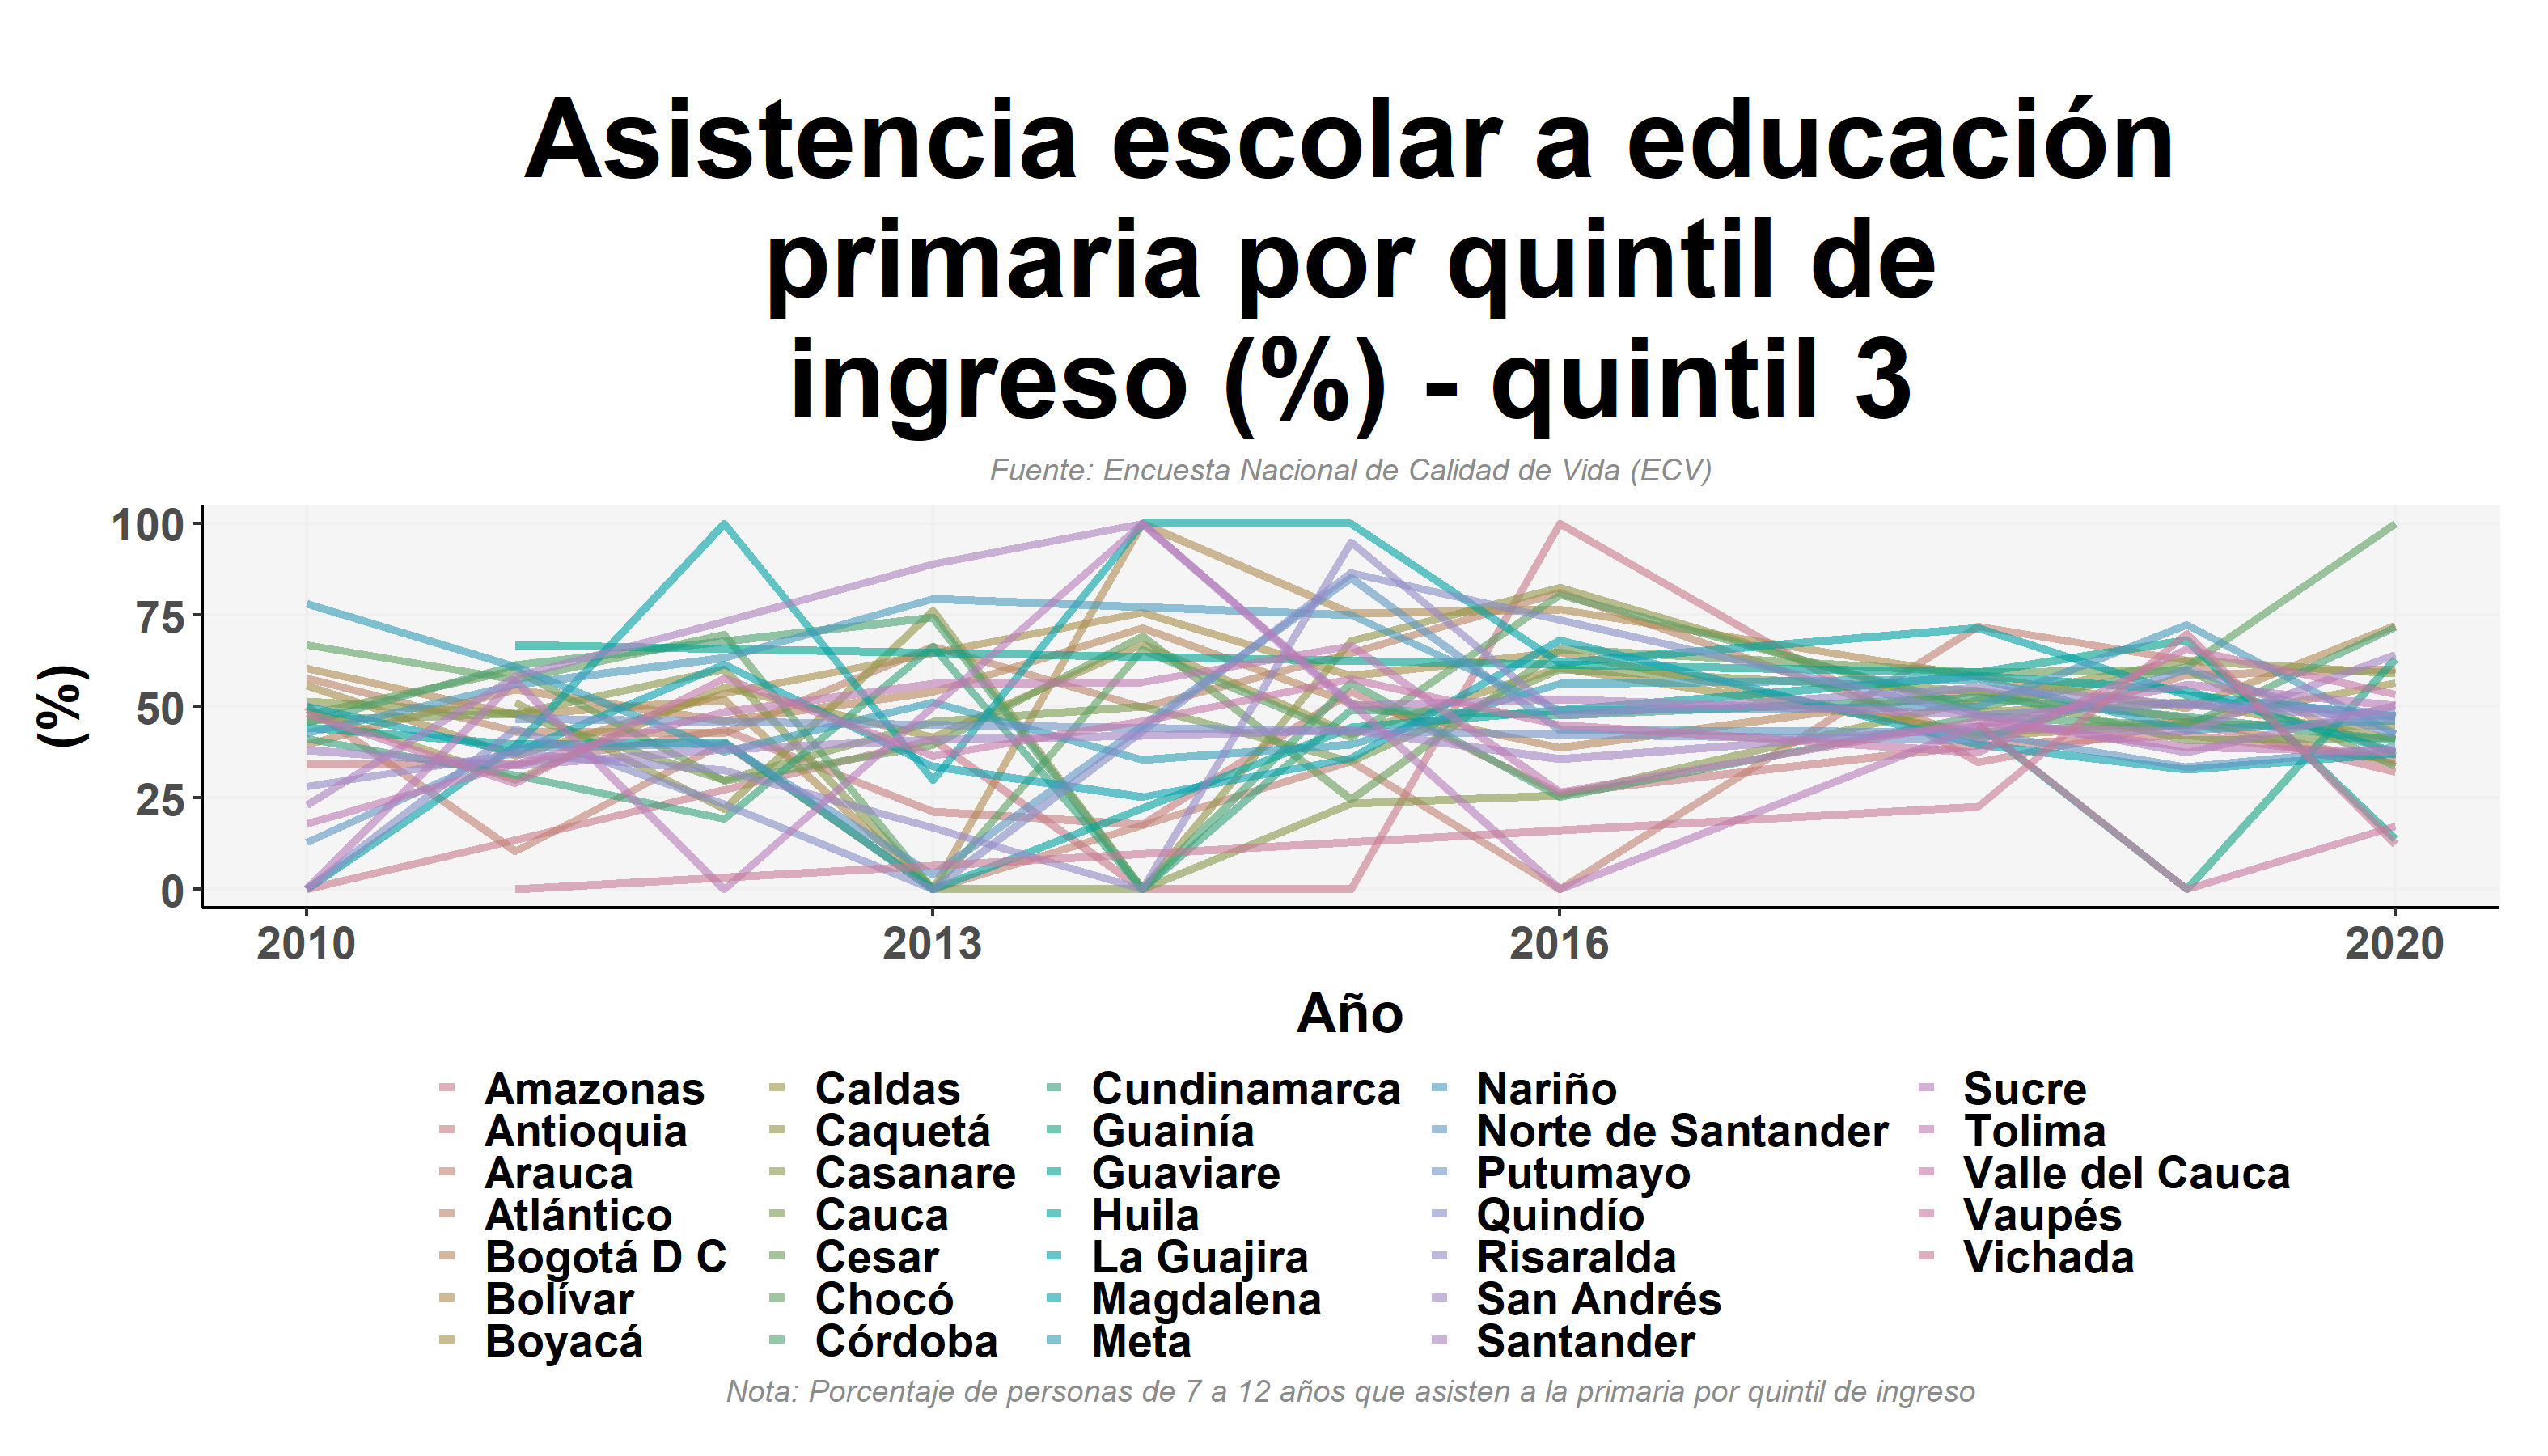 Asistencia escolar a educación
primaria por quintil de
ingreso (%) - quintil 3
Fuente: Encuesta Nacional de Calidad de Vida (ECV)
(%)
100
75
50
25
0
2010
2013
2016
2020
Año
Amazonas
Antioquia
Arauca
Atlántico
Bogotá D C
Bolívar
Boyacá
Caldas
Caquetá
Casanare
Cauca
Cesar
Chocó
Córdoba
Cundinamarca
Guainía
Guaviare
Huila
La Guajira
Magdalena
Meta
Nariño
Norte de Santander
Putumayo
Quindío
Risaralda
San Andrés
Santander
Sucre
Tolima
Valle del Cauca
Vaupés
Vichada
Nota: Porcentaje de personas de 7 a 12 años que asisten a la primaria por quintil de ingreso